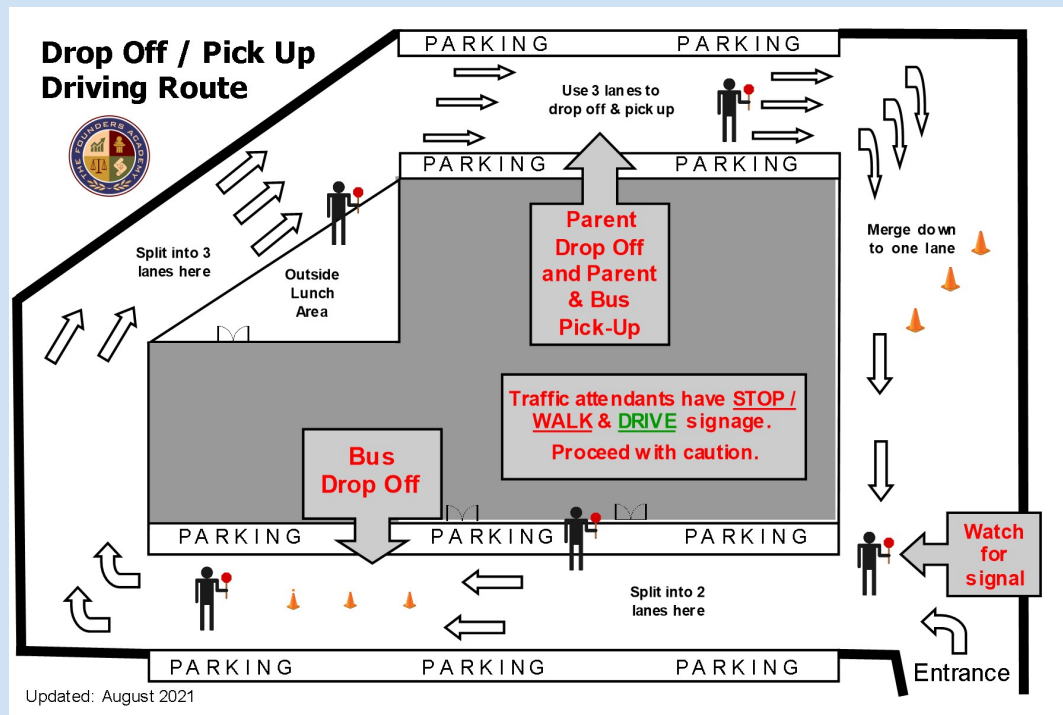 Drop Off / Pick Up
Driving Route
THE FOUNDERS ACADEMY
PARKING PARKING
Use 3 lanes to
drop off & pick up
PARKING PARKING
Split into 3
lanes here
Outside
Lunch
Area
Parent
Drop Off
and Parent
& Bus
Pick-Up
Merge down
to one lane
Traffic attendants have STOP /
WALK & DRIVE signage.
Proceed with caution.
Bus
Drop Off
PARKING PARKING PARKING
Watch
for
signal
Split into 2
lanes here
PARKING PARKING PARKING
Entrance
Updated: August 2021